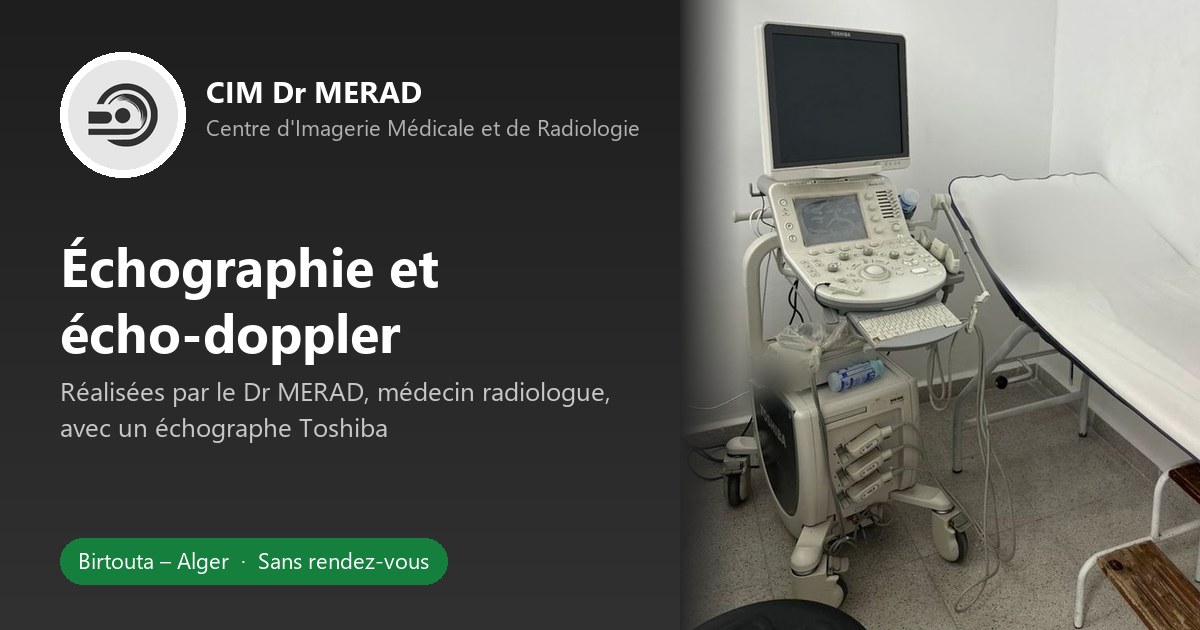 CIM Dr MERAD
Centre d'Imagerie Médicale et de Radiologie
Échographie et
écho-doppler
Réalisées par le Dr MERAD, médecin radiologue,
avec un échographe Toshiba
Birtouta – Alger · Sans rendez-vous
TOSHIBA
TOSHIBA